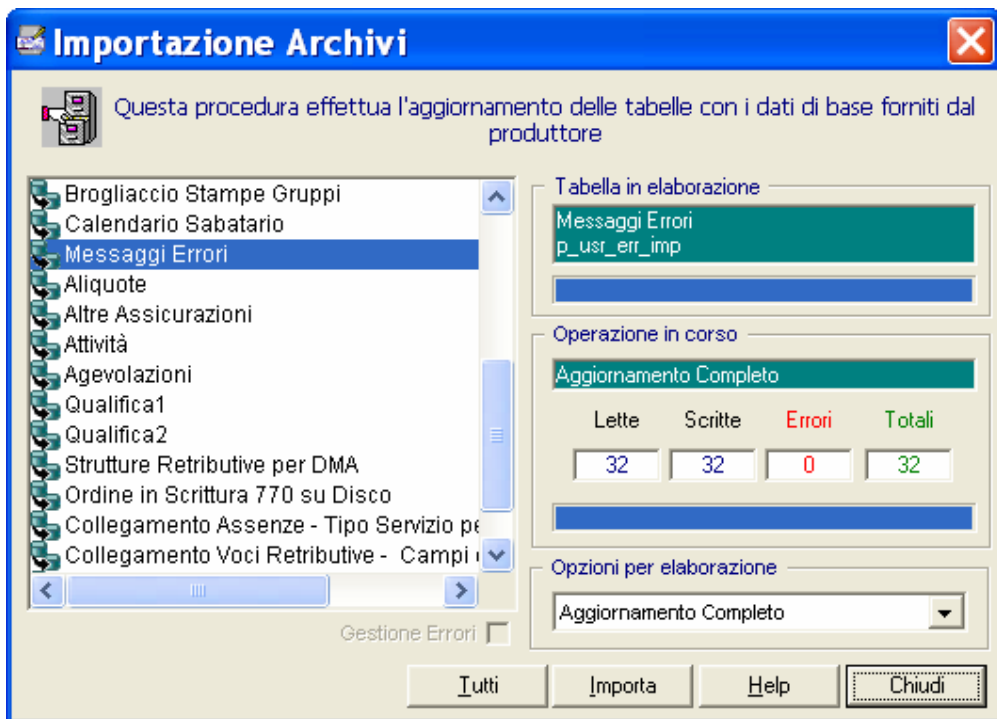 Importazione Archivi
Questa procedura effettua l'aggiornamento delle tabelle con i dati di base forniti dal
produttore
Brogliaccio Stampe Gruppi
Calendario Sabatario
Messaggi Errori
Aliquote
Altre Assicurazioni
Attività
Agevolazioni
Qualifica1
Qualifica2
Strutture Retributive per DMA
Ordine in Scrittura 770 su Disco
Collegamento Assenze - Tipo Servizio pe
Collegamento Voci Retributive - Campi
Gestione Errori
Tabella in elaborazione
Messaggi Errori
p_usr_err_imp
Operazione in corso
Aggiornamento Completo
Lette Scritte Errori Totali
32 32 0 32
Opzioni per elaborazione
Aggiornamento Completo
Tutti Importa Help Chiudi